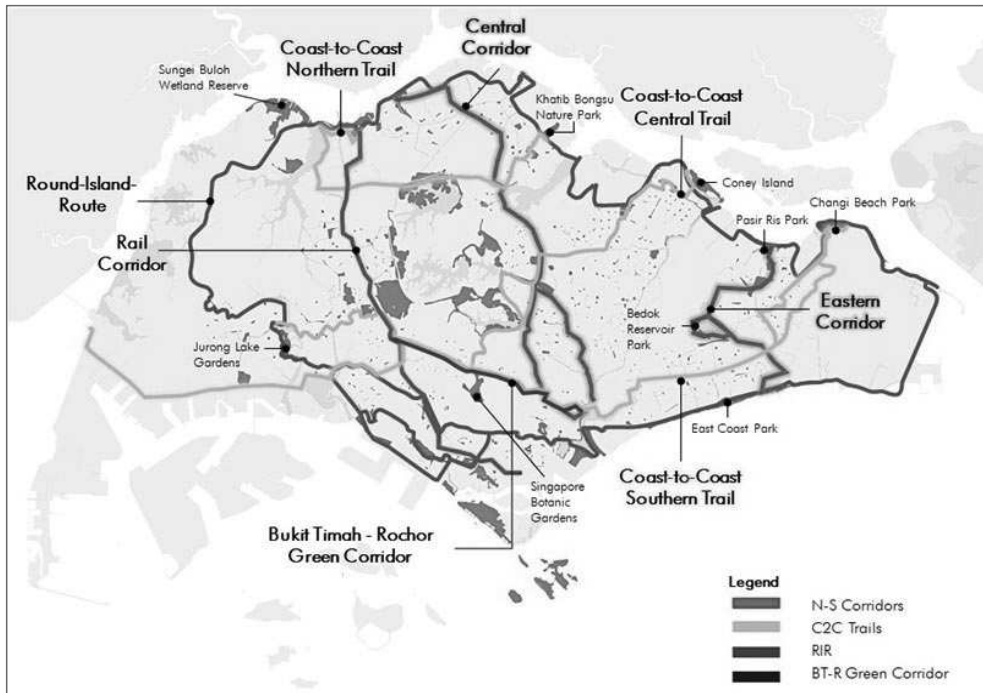 Central
Corridor
Coast-to-Coast
Northern Trail
Sungei Buloh
Wetland Reserve
Khatib Bongsu
Nature Park
Coast-to-Coast
Central Trail
Round-Island-
Route
Coney Island
Changi Beach Park
Pasir Ris Park
Rail
Corridor
Eastern
Corridor
Bedok
Reservoir
Park
Jurong Lake
Gardens
East Coast Park
Coast-to-Coast
Southern Trail
Singapore
Botanic
Gardens
Bukit Timah - Rochor
Green Corridor
Legend
N-S Corridors
C2C Trails
RIR
BT-R Green Corridor